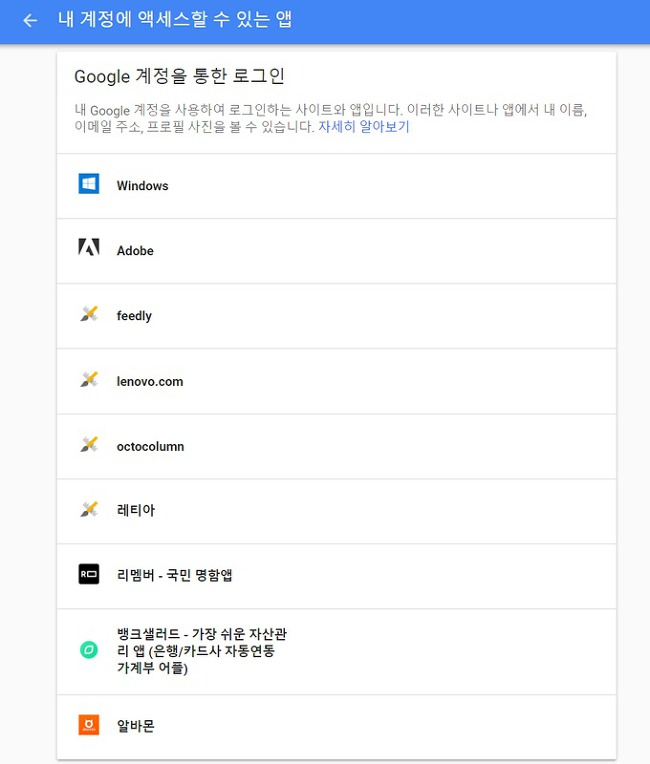 내 계정에 액세스할 수 있는 앱
Google 계정을 통한 로그인
내 Google 계정을 사용하여 로그인하는 사이트와 앱입니다. 이러한 사이트나 앱에서 내 이름,
이메일 주소, 프로필 사진을 볼 수 있습니다. 자세히 알아보기
Windows
Adobe
feedly
lenovo.com
octocolumn
레티아
리멤버 - 국민 명함앱
뱅크샐러드 - 가장 쉬운 자산관
리 앱 (은행/카드사 자동연동
가계부 어플)
알바몬